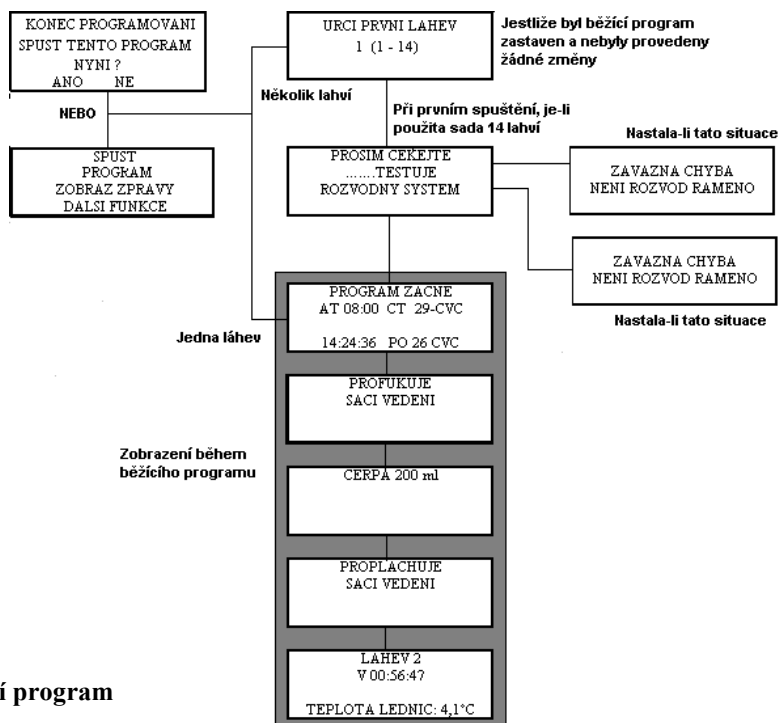 KONEC PROGRAMOVANI
SPUST TENTO PROGRAM
NYNI ?
ANO NE
URCI PRVNI LAHEV
1 (1 - 14)
Jestliže byl běžící program
zastaven a nebyly provedeny
žádné změny
Několik lahví
NEBO
Při prvním spuštění, je-li
použita sada 14 lahví
SPUST
PROGRAM
ZOBRAZ ZPRAVY
DALSI FUNKCE
PROSIM CEKEJTE
.......TESTUJE
ROZVODNY SYSTEM
Nastala-li tato situace
ZAVAZNA CHYBA
NENI ROZVOD RAMENO
ZAVAZNA CHYBA
NENI ROZVOD RAMENO
Nastala-li tato situace
Jedna láhev
PROGRAM ZACNE
AT 08:00 CT 29-CVC
14:24:36 PO 26 CVC
PROFUKUJE
SACI VEDENI
Zobrazení během
běžícího programu
CERPA 200 ml
PROPLACHUJE
SACI VEDENI
LAHEV 2
V 00:56:47
TEPLOTA LEDNIC: 4,1°C
í program